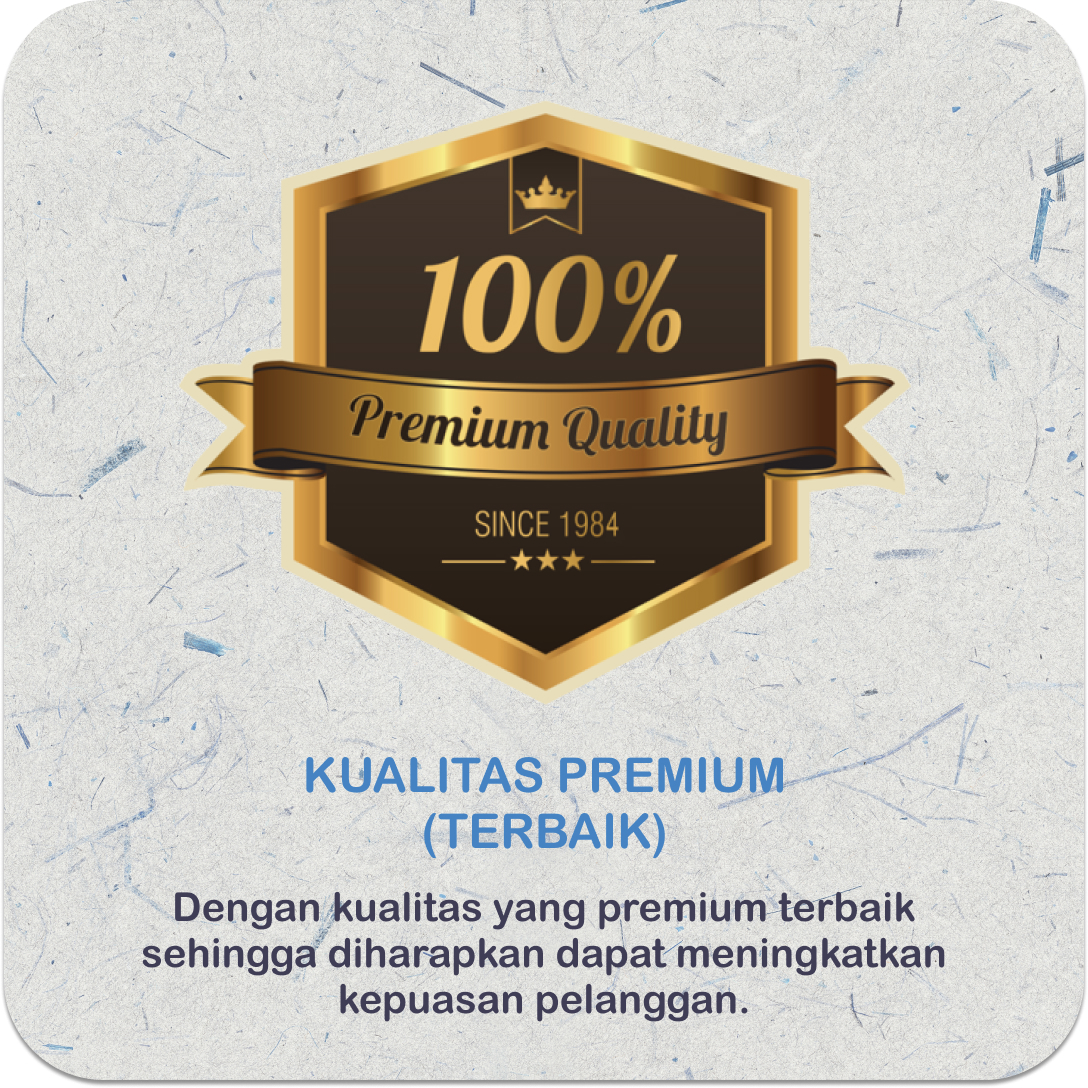 100%
Premium Quality
SINCE 1984
KUALITAS PREMIUM
(TERBAIK)
Dengan kualitas yang premium terbaik
sehingga diharapkan dapat meningkatkan
kepuasan pelanggan.